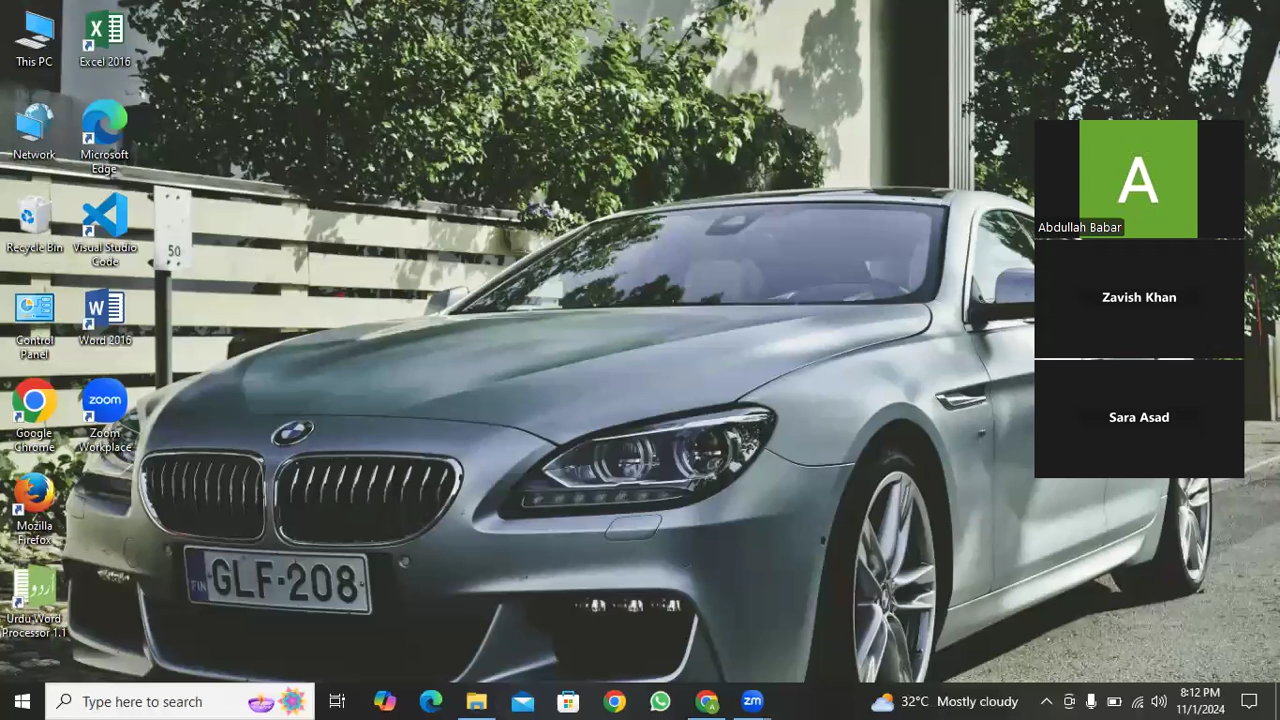 This PC
Excel 2016
Network
Microsoft
Edge
Recycle Bin
Visual Studio
Code
Control
Panel
Word 2016
Google
Chrome
zoom
Zoom
Workplace
Mozilla
Firefox
اردو
Urdu Word
Processor 1.1
50
FIN
GLF-208
A
Abdullah Babar
Zavish Khan
Sara Asad
Type here to search
zm
32°C Mostly cloudy
8:12 PM
11/1/2024